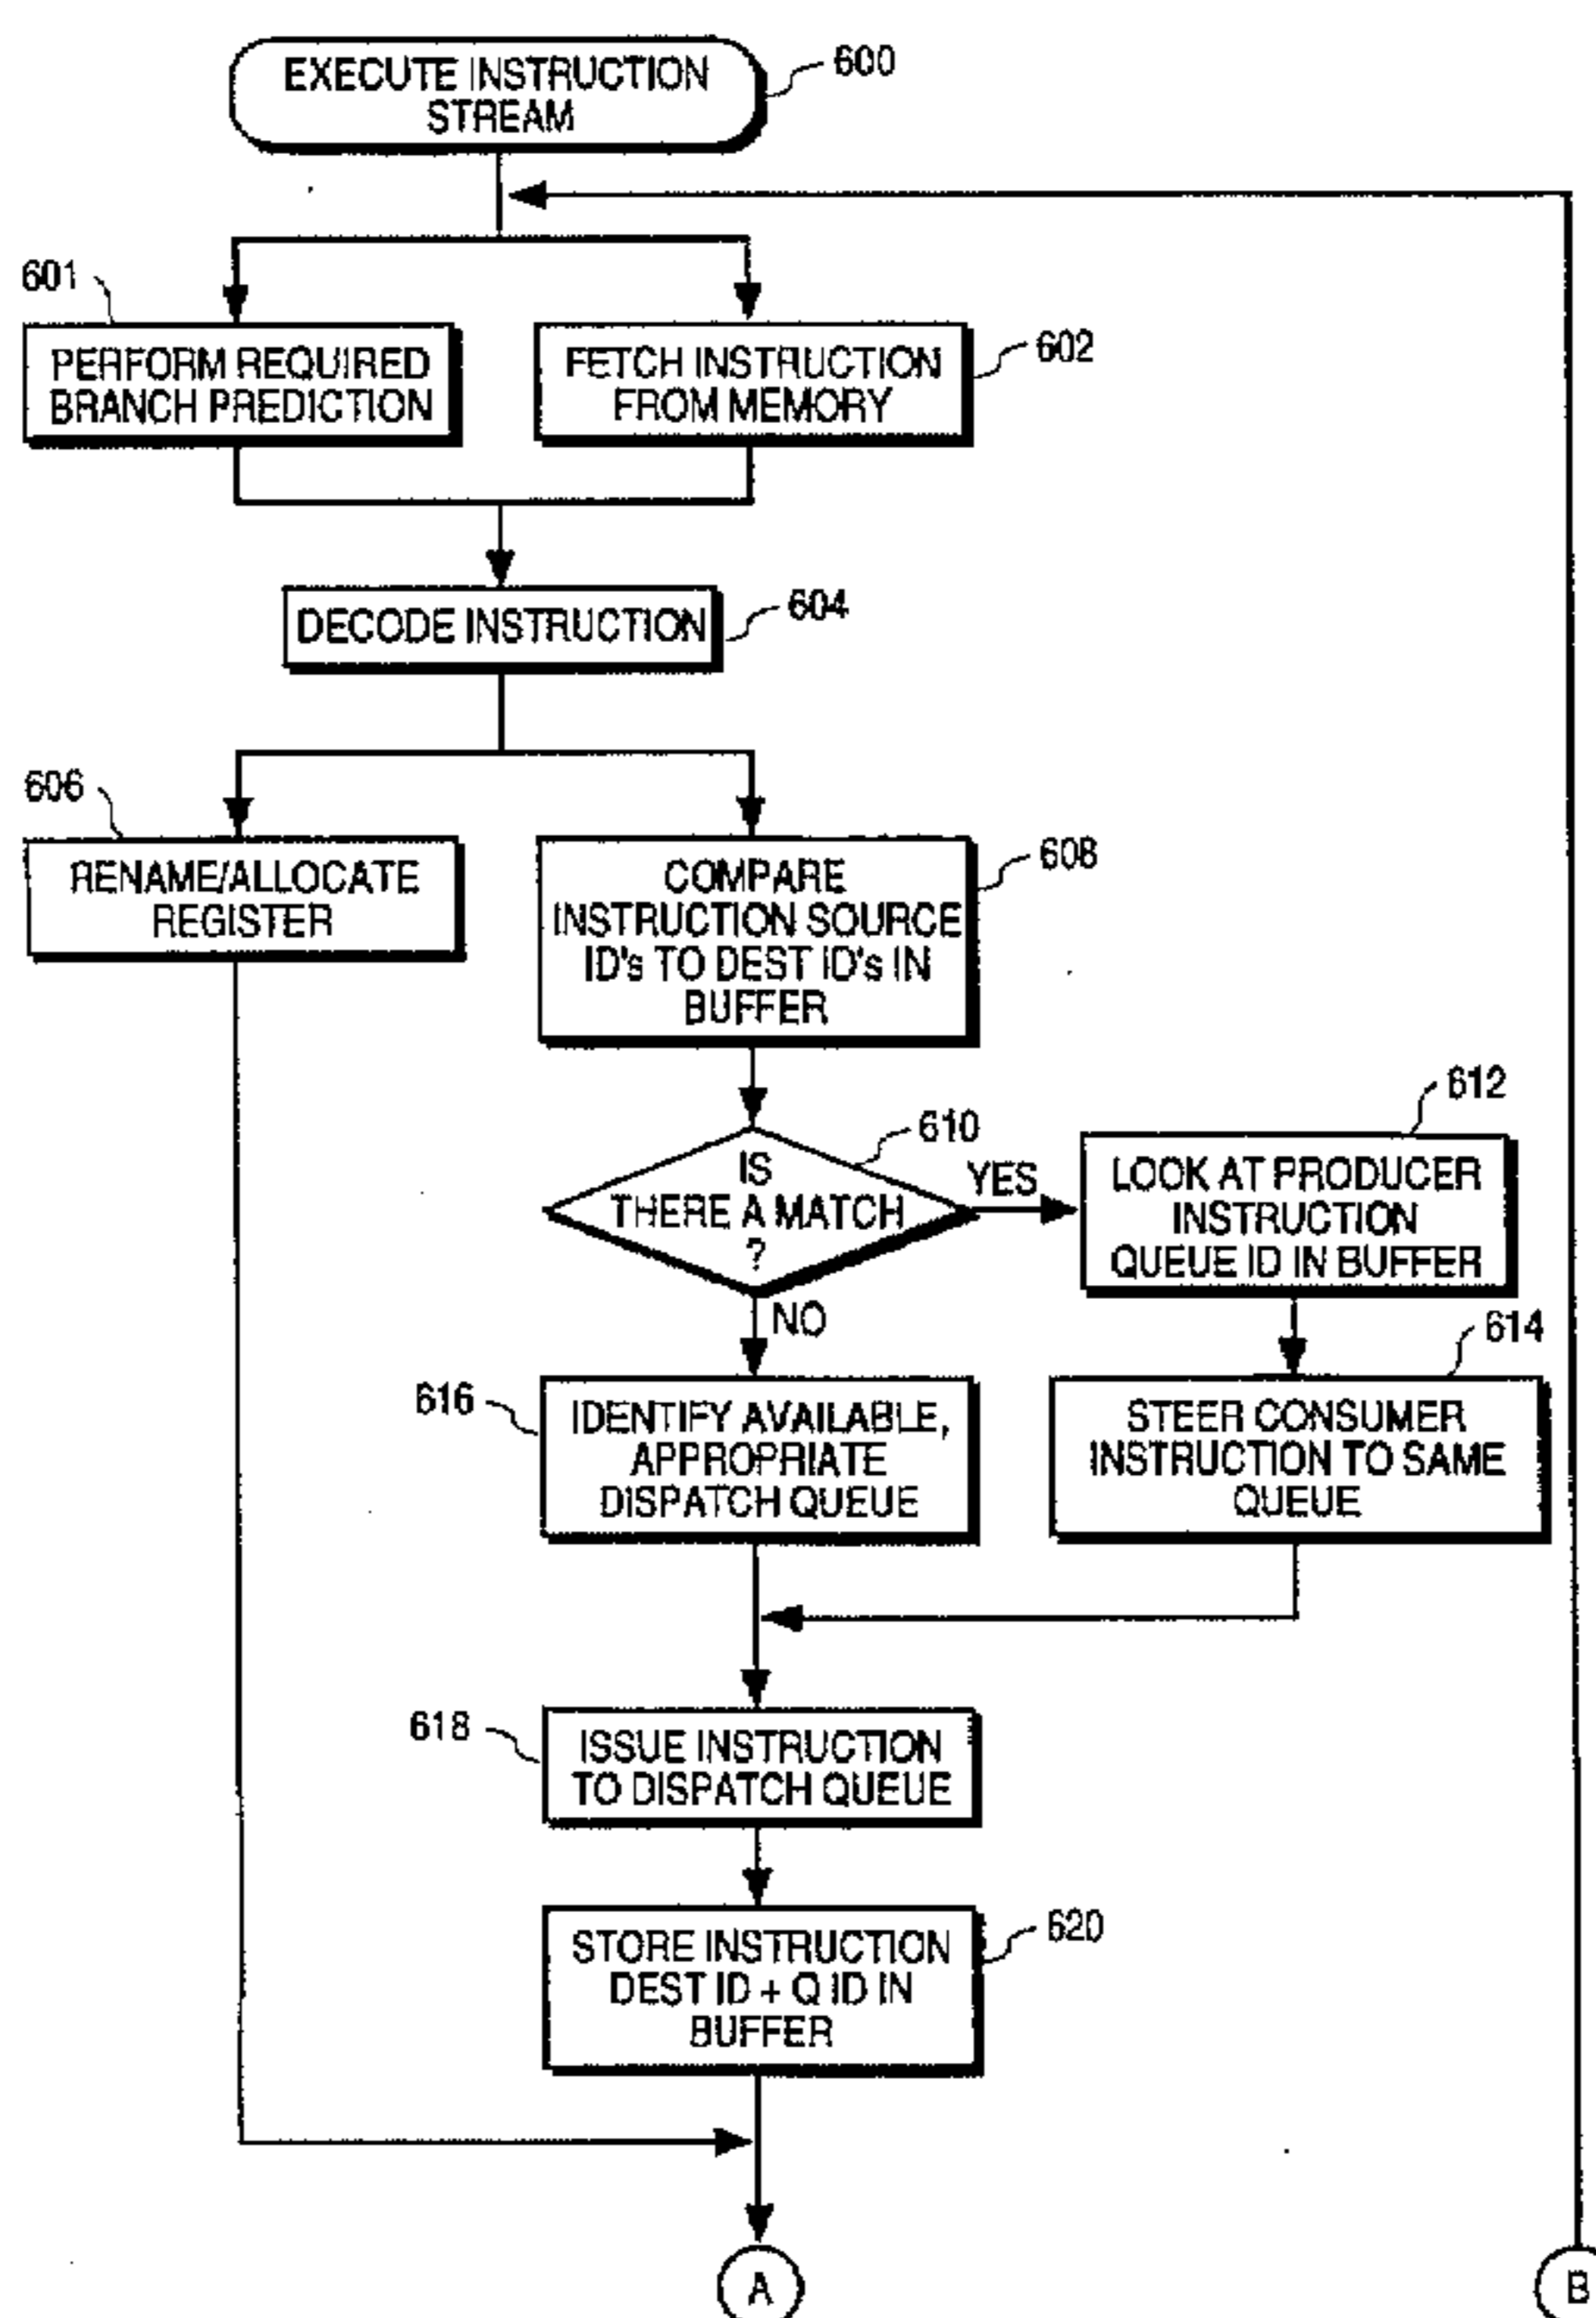 EXECUTE INSTRUCTION
STREAM
600
601
PERFORM REQUIRED
BRANCH PREDICTION
FETCH INSTRUCTION
FROM MEMORY
602
DECODE INSTRUCTION
604
606
RENAME/ALLOCATE
REGISTER
COMPARE
INSTRUCTION SOURCE
ID's TO DEST ID's IN
BUFFER
608
610
IS
THERE A MATCH
?
YES
NO
612
LOOK AT PRODUCER
INSTRUCTION
QUEUE ID IN BUFFER
614
STEER CONSUMER
INSTRUCTION TO SAME
QUEUE
616
IDENTIFY AVAILABLE,
APPROPRIATE
DISPATCH QUEUE
618
ISSUE INSTRUCTION
TO DISPATCH QUEUE
STORE INSTRUCTION
DEST ID + Q ID IN
BUFFER
620
A
B